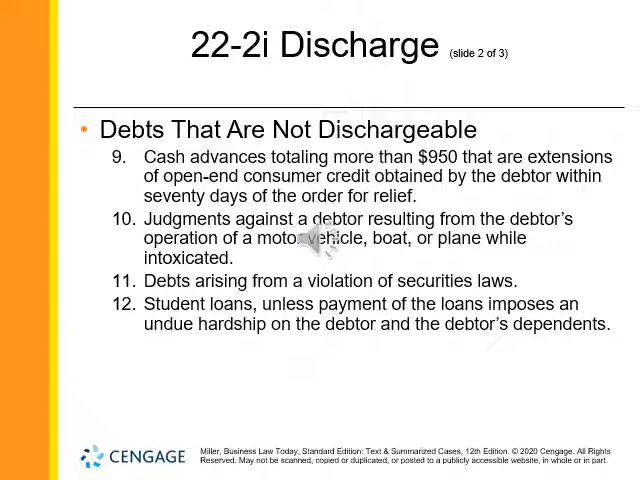 22-2i Discharge (slide 2 of 3)
• Debts That Are Not Dischargeable
9. Cash advances totaling more than $950 that are extensions
of open-end consumer credit obtained by the debtor within
seventy days of the order for relief.
10. Judgments against a debtor resulting from the debtor's
operation of a motor vehicle, boat, or plane while
intoxicated.
11. Debts arising from a violation of securities laws.
12. Student loans, unless payment of the loans imposes an
undue hardship on the debtor and the debtor's dependents.
CENGAGE
Miller, Business Law Today, Standard Edition: Text & Summarized Cases, 12th Edition. © 2020 Cengage. All Rights
Reserved. May not be scanned, copied or duplicated, or posted to a publicly accessible website, in whole or in part.